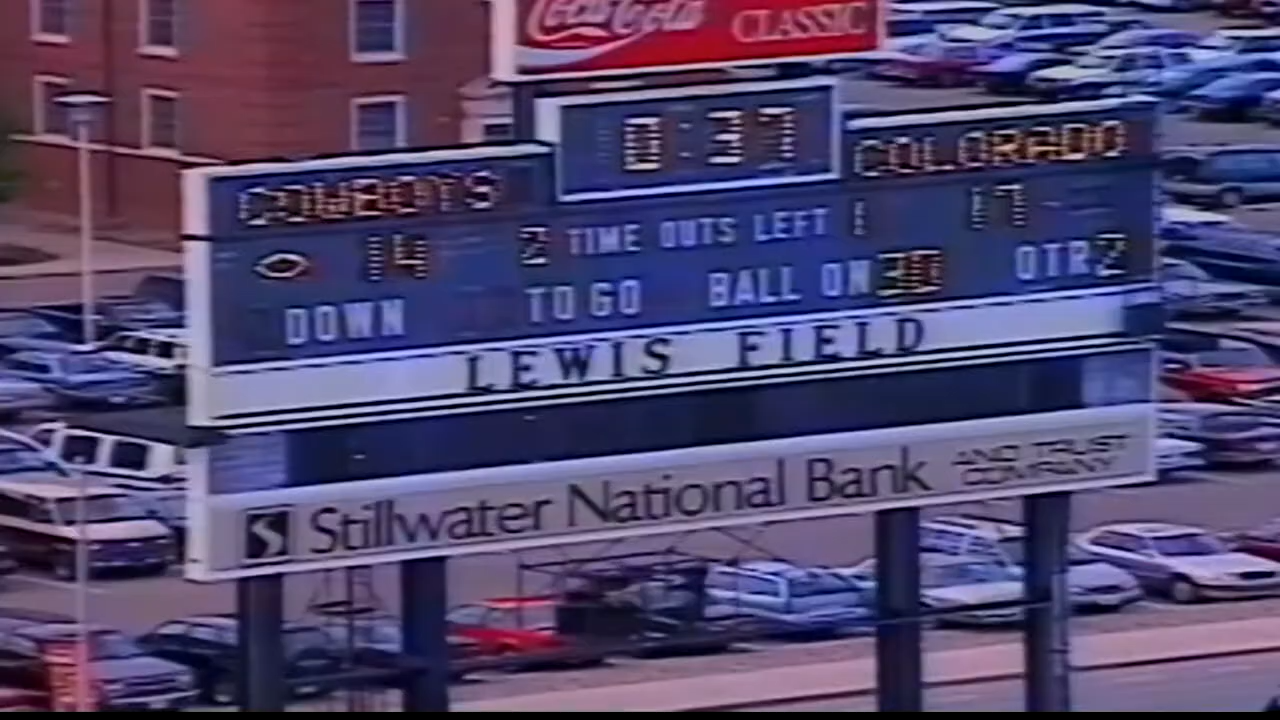 Coca-Cola CLASSIC
0:37
COWBOYS COLORADO
14 2 TIME OUTS LEFT 1 17
DOWN TO GO BALL ON 30 QTR 2
LEWIS FIELD
Stillwater National Bank AND TRUST COMPANY